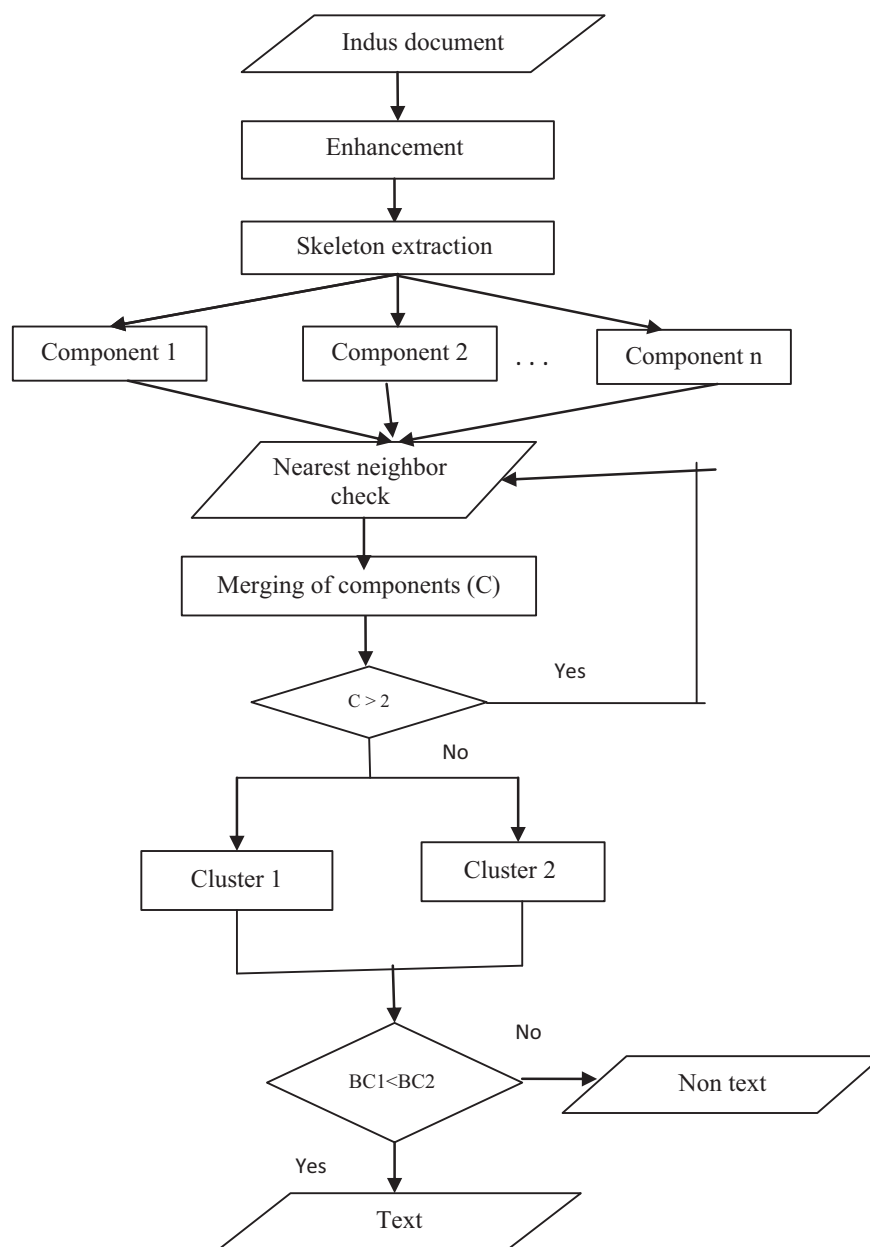 Indus document
Enhancement
Skeleton extraction
Component 1
Component 2
. . .
Component n
Nearest neighbor
check
Merging of components (C)
C > 2
Yes
No
Cluster 1
Cluster 2
BC1<BC2
No
Non text
Yes
Text